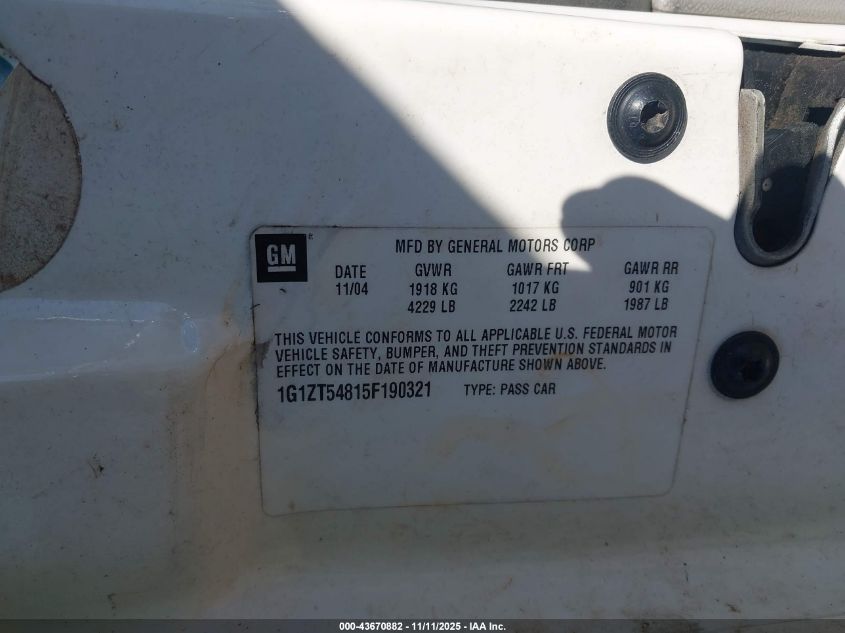 GM
MFD BY GENERAL MOTORS CORP
DATE GVWR GAWR FRT GAWR RR
11/04 1918 KG 1017 KG 901 KG
4229 LB 2242 LB 1987 LB
THIS VEHICLE CONFORMS TO ALL APPLICABLE U.S. FEDERAL MOTOR
VEHICLE SAFETY, BUMPER, AND THEFT PREVENTION STANDARDS IN
EFFECT ON THE DATE OF MANUFACTURE SHOWN ABOVE.
1G1ZT54815F190321 TYPE: PASS CAR
000-43670882 - 11/11/2025 - IAA Inc.